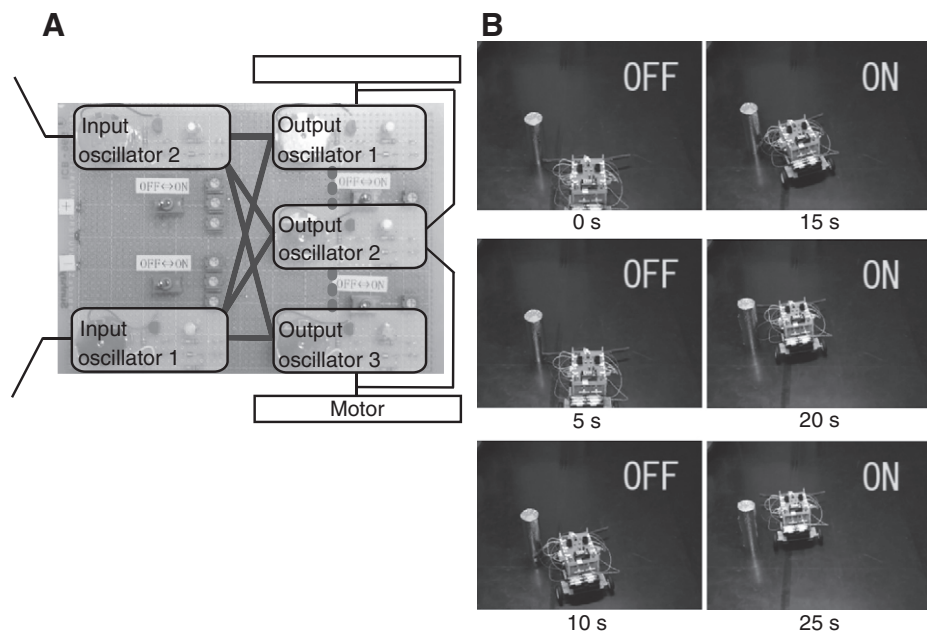 A
Input
oscillator 2
Output
oscillator 1
OFF⇔ON
OFF⇔ON
Output
oscillator 2
OFF⇔ON
OFF⇔ON
Input
oscillator 1
Output
oscillator 3
Motor
B
OFF
0 s
ON
15 s
OFF
5 s
ON
20 s
OFF
10 s
ON
25 s